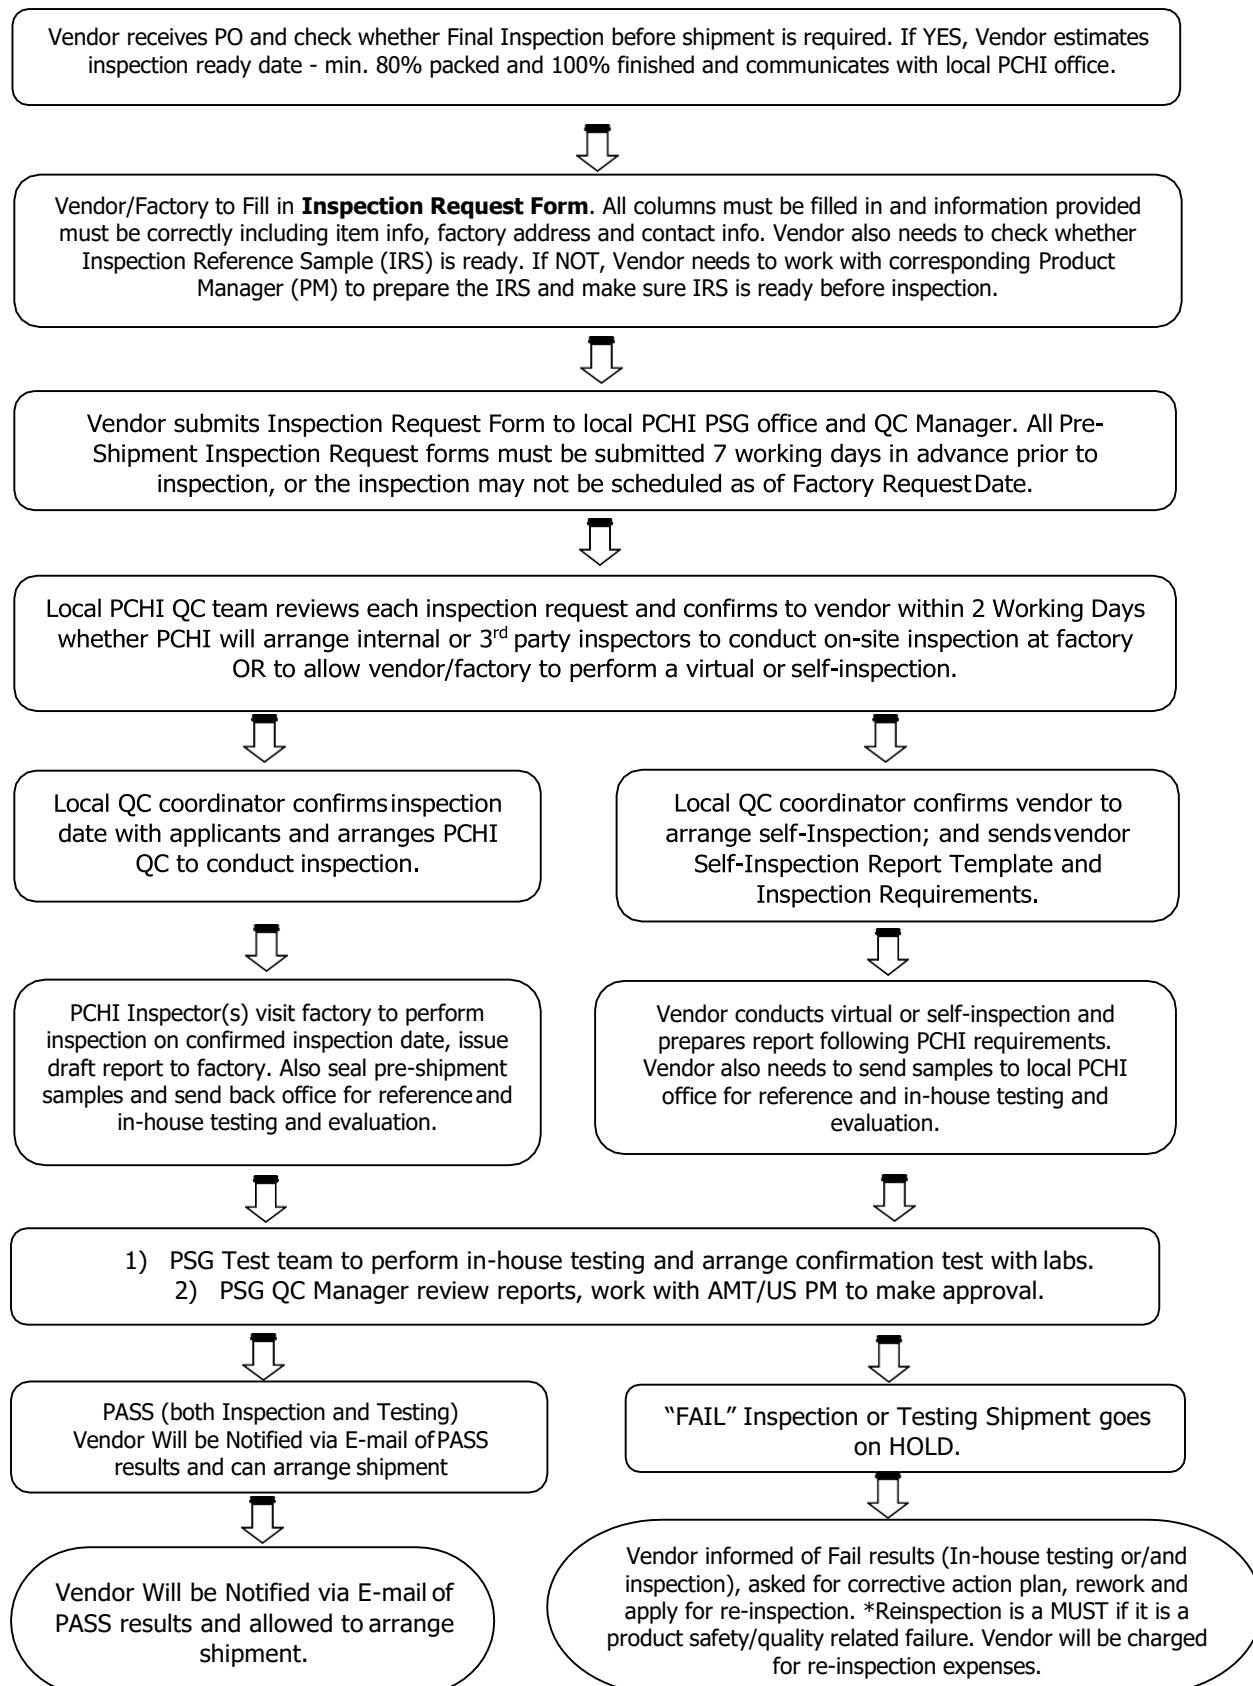 Vendor receives PO and check whether Final Inspection before shipment is required. If YES, Vendor estimates
inspection ready date - min. 80% packed and 100% finished and communicates with local PCHI office.
Vendor/Factory to Fill in Inspection Request Form. All columns must be filled in and information provided
must be correctly including item info, factory address and contact info. Vendor also needs to check whether
Inspection Reference Sample (IRS) is ready. If NOT, Vendor needs to work with corresponding Product
Manager (PM) to prepare the IRS and make sure IRS is ready before inspection.
Vendor submits Inspection Request Form to local PCHI PSG office and QC Manager. All Pre-
Shipment Inspection Request forms must be submitted 7 working days in advance prior to
inspection, or the inspection may not be scheduled as of Factory Request Date.
Local PCHI QC team reviews each inspection request and confirms to vendor within 2 Working Days
whether PCHI will arrange internal or 3rd party inspectors to conduct on-site inspection at factory
OR to allow vendor/factory to perform a virtual or self-inspection.
Local QC coordinator confirms inspection
date with applicants and arranges PCHI
QC to conduct inspection.
Local QC coordinator confirms vendor to
arrange self-Inspection; and sends vendor
Self-Inspection Report Template and
Inspection Requirements.
PCHI Inspector(s) visit factory to perform
inspection on confirmed inspection date, issue
draft report to factory. Also seal pre-shipment
samples and send back office for reference and
in-house testing and evaluation.
Vendor conducts virtual or self-inspection and
prepares report following PCHI requirements.
Vendor also needs to send samples to local PCHI
office for reference and in-house testing and
evaluation.
1) PSG Test team to perform in-house testing and arrange confirmation test with labs.
2) PSG QC Manager review reports, work with AMT/US PM to make approval.
PASS (both Inspection and Testing)
Vendor Will be Notified via E-mail of PASS
results and can arrange shipment
"FAIL" Inspection or Testing Shipment goes
on HOLD.
Vendor Will be Notified via E-mail of
PASS results and allowed to arrange
shipment.
Vendor informed of Fail results (In-house testing or/and
inspection), asked for corrective action plan, rework and
apply for re-inspection. *Reinspection is a MUST if it is a
product safety/quality related failure. Vendor will be charged
for re-inspection expenses.